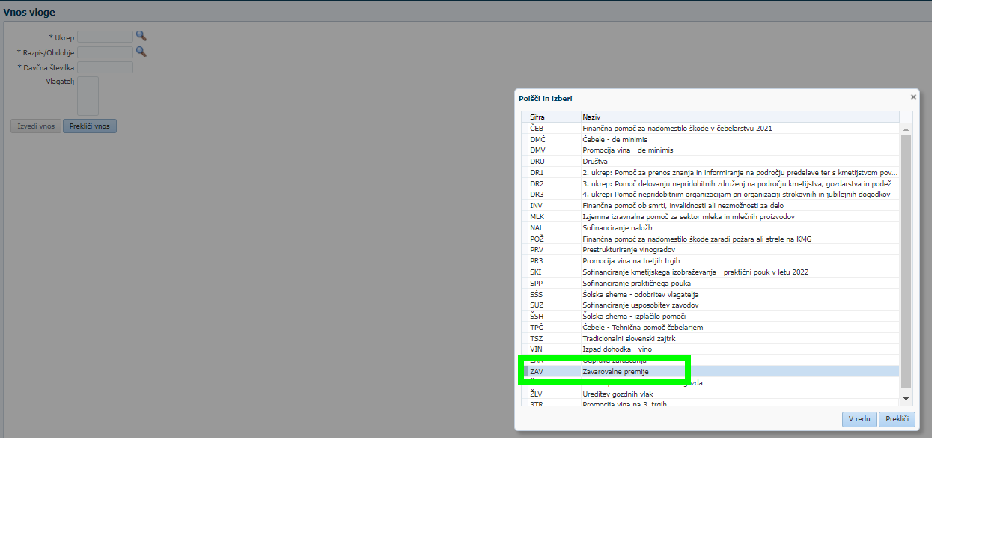 Vnos vloge
* Ukrep
* Razpis/Obdobje
* Davčna številka
Vlagatelj
Izvedi vnos Prekliči vnos
Poišči in izberi
Sifra Naziv
ČEB Finančna pomoč za nadomestilo škode v čebelarstvu 2021
DMČ Čebele - de minimis
DMV Promocija vina - de minimis
DRU Društva
DR1 2. ukrep: Pomoč za prenos znanja in informiranje na področju predelave ter s kmetijstvom pov...
DR2 3. ukrep: Pomoč delovanju nepridobitnih združenj na področju kmetijstva, gozdarstva in podež...
DR3 4. ukrep: Pomoč nepridobitnim organizacijam pri organizaciji strokovnih in jubilejnih dogodkov
INV Finančna pomoč ob smrti, invalidnosti ali nezmožnosti za delo
MLK Izjemna izravnalna pomoč za sektor mleka in mlečnih proizvodov
NAL Sofinanciranje naložb
POŽ Finančna pomoč za nadomestilo škode zaradi požara ali strele na KMG
PRV Prestrukturiranje vinogradov
PR3 Promocija vina na tretjih trgih
SKI Sofinanciranje kmetijskega izobraževanja - praktični pouk v letu 2022
SPP Sofinanciranje praktičnega pouka
SŠS Šolska shema - odobritev vlagatelja
SUZ Sofinanciranje usposobitev zavodov
ŠSH Šolska shema - izplačilo pomoči
TPČ Čebele - Tehnična pomoč čebelarjem
TSZ Tradicionalni slovenski zajtrk
VIN Izpad dohodka - vino
ZAR Odprava zaraščanja
ZAV Zavarovalne premije
ŽLV Ureditev gozdnih vlak
3TR Promocija vina na 3. trgih
V redu Prekliči